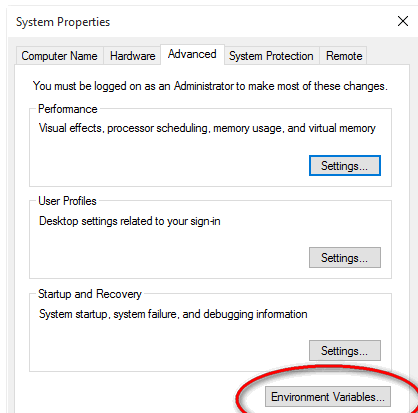 System Properties
Computer Name Hardware Advanced System Protection Remote
You must be logged on as an Administrator to make most of these changes.
Performance
Visual effects, processor scheduling, memory usage, and virtual memory
Settings...
User Profiles
Desktop settings related to your sign-in
Settings...
Startup and Recovery
System startup, system failure, and debugging information
Settings...
Environment Variables...